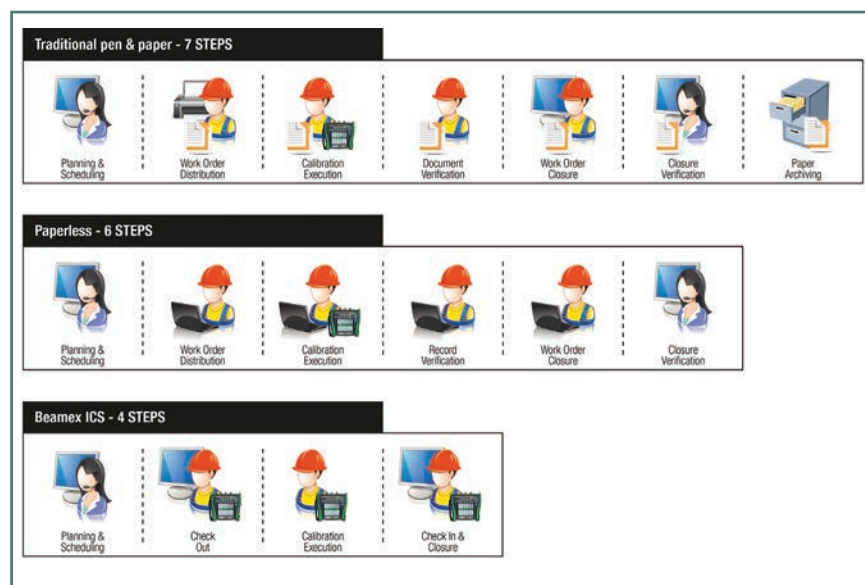 Traditional pen & paper - 7 STEPS
Planning &
Scheduling
Work Order
Distribution
Calibration
Execution
Document
Verification
Work Order
Closure
Closure
Verification
Paper
Archiving
Paperless - 6 STEPS
Planning &
Scheduling
Work Order
Distribution
Calibration
Execution
Record
Verification
Work Order
Closure
Closure
Verification
Beamex ICS - 4 STEPS
Planning &
Scheduling
Check
Out
Calibration
Execution
Check In &
Closure